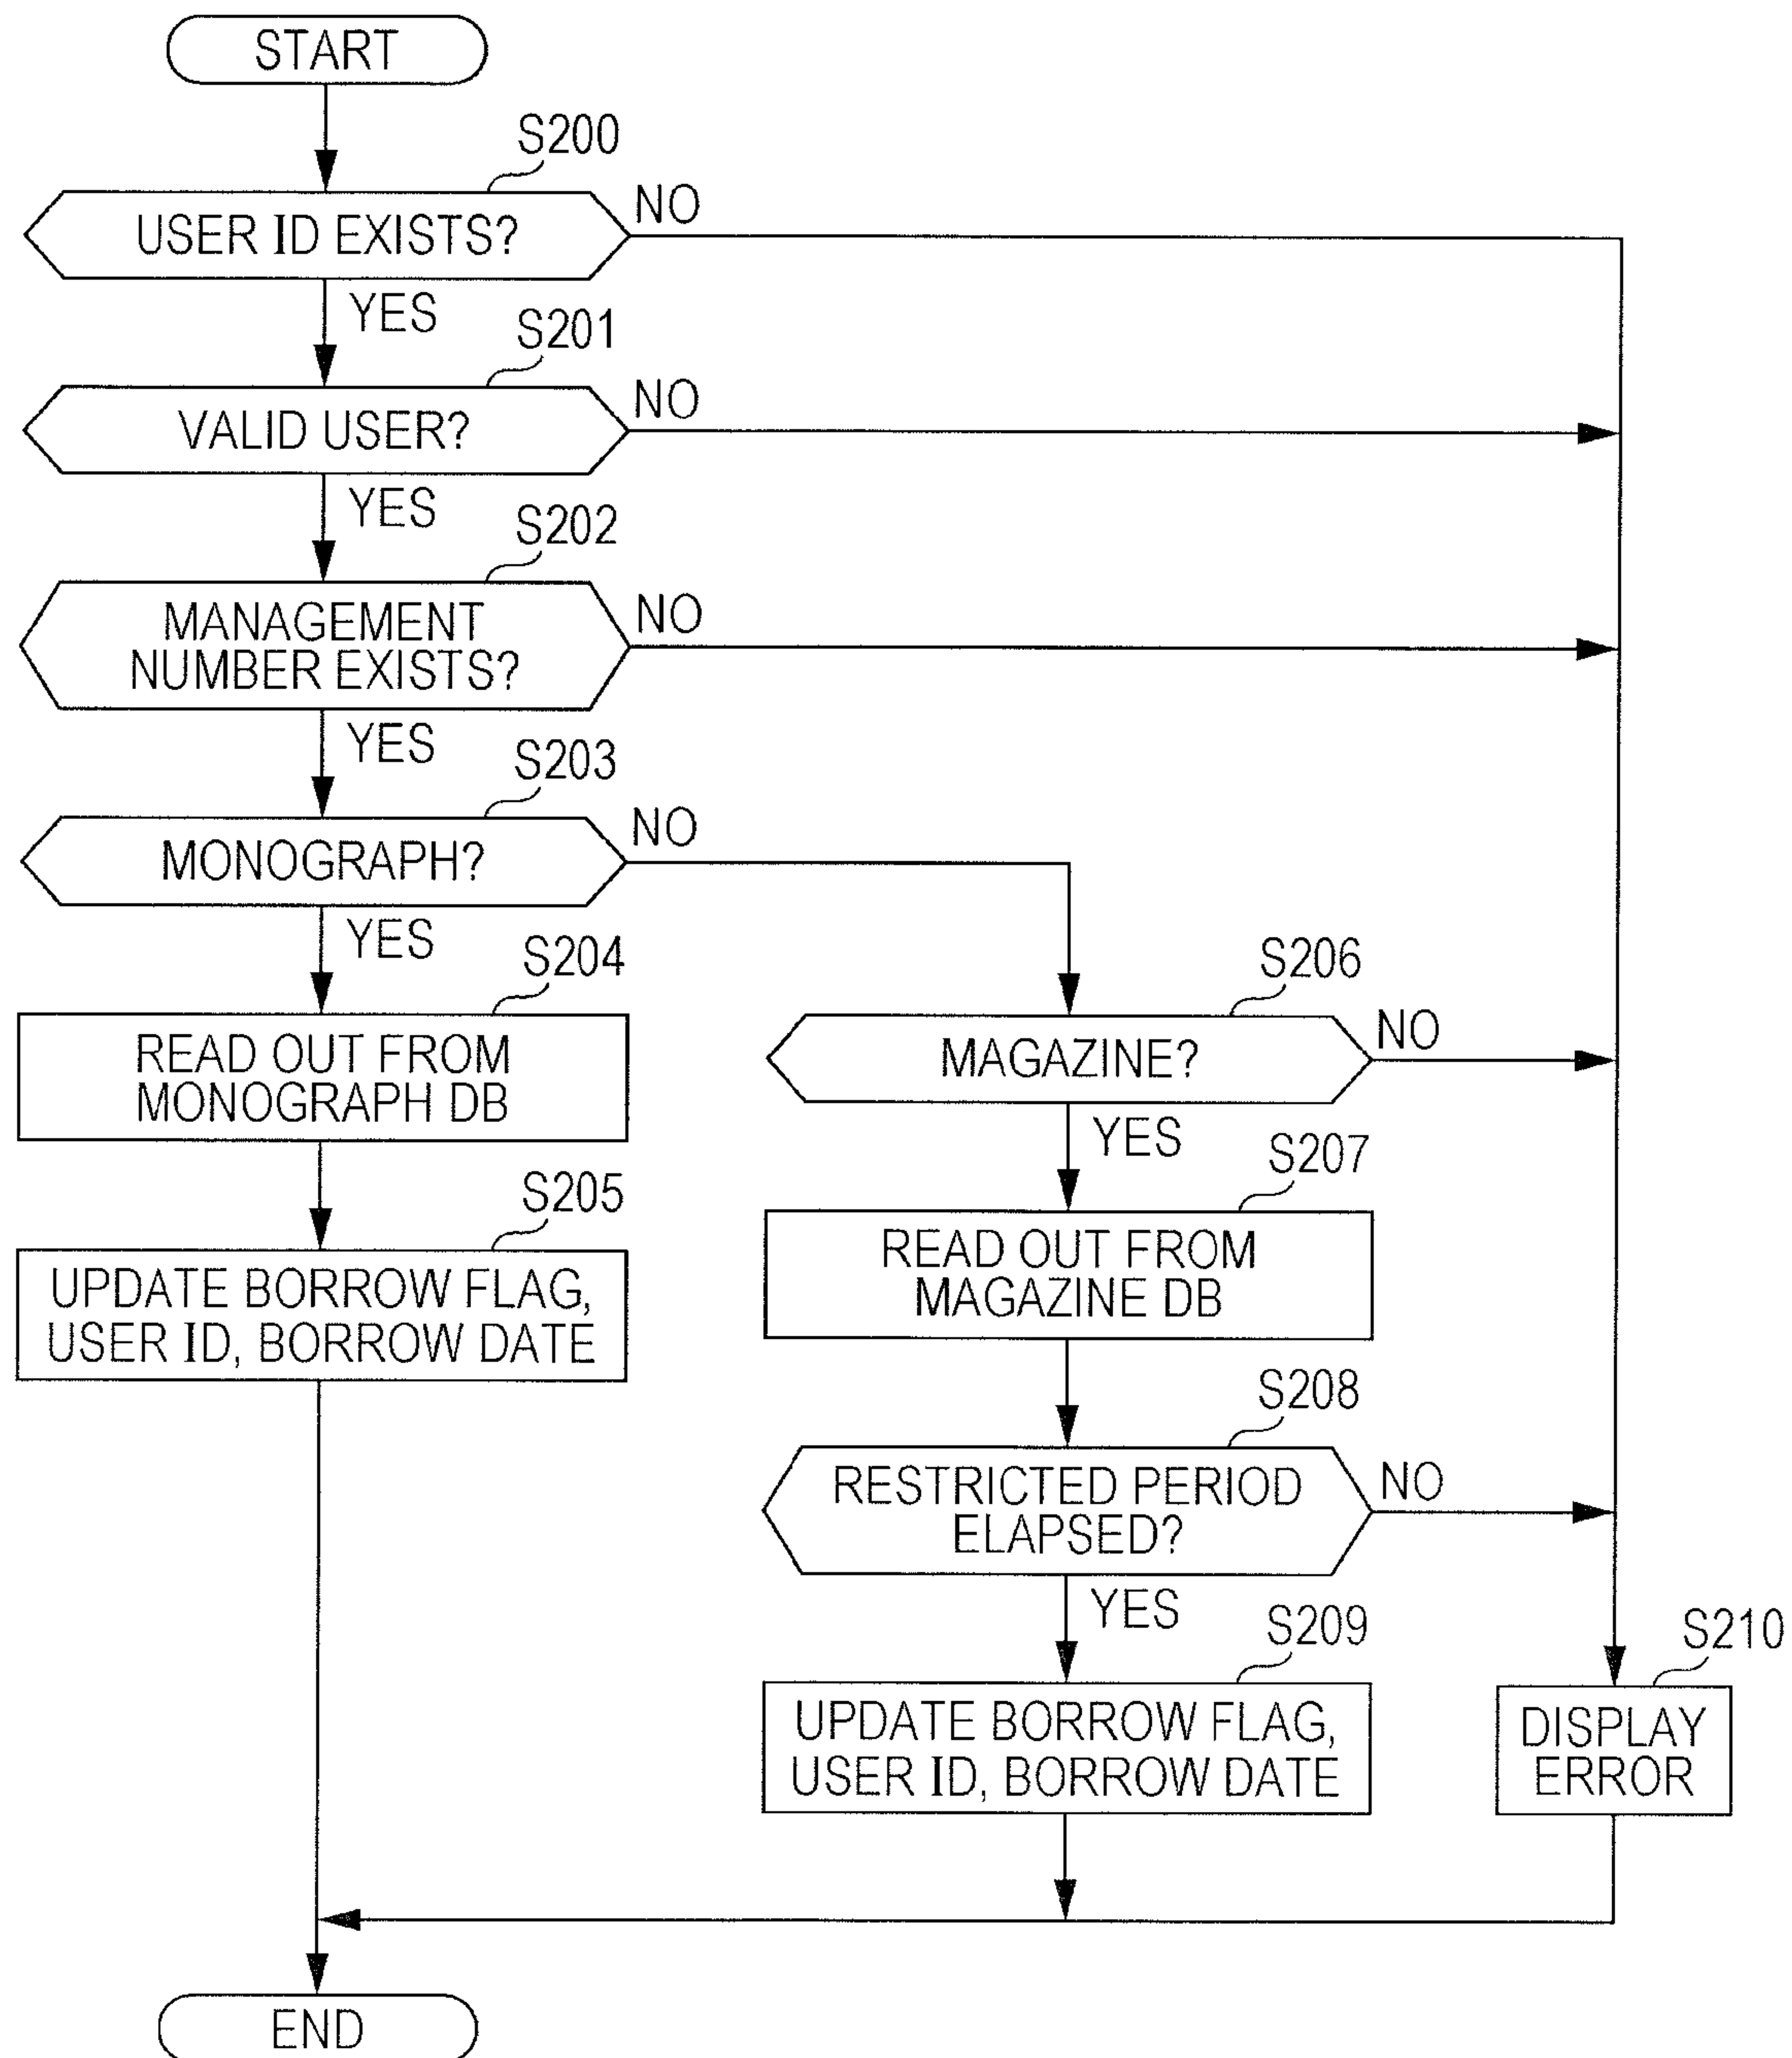 START
S200
USER ID EXISTS?
NO
YES
S201
VALID USER?
NO
YES
S202
MANAGEMENT
NUMBER EXISTS?
NO
YES
S203
MONOGRAPH?
NO
YES
S204
READ OUT FROM
MONOGRAPH DB
S205
UPDATE BORROW FLAG,
USER ID, BORROW DATE
S206
MAGAZINE?
NO
YES
S207
READ OUT FROM
MAGAZINE DB
S208
RESTRICTED PERIOD
ELAPSED?
NO
YES
S209
UPDATE BORROW FLAG,
USER ID, BORROW DATE
S210
DISPLAY
ERROR
END